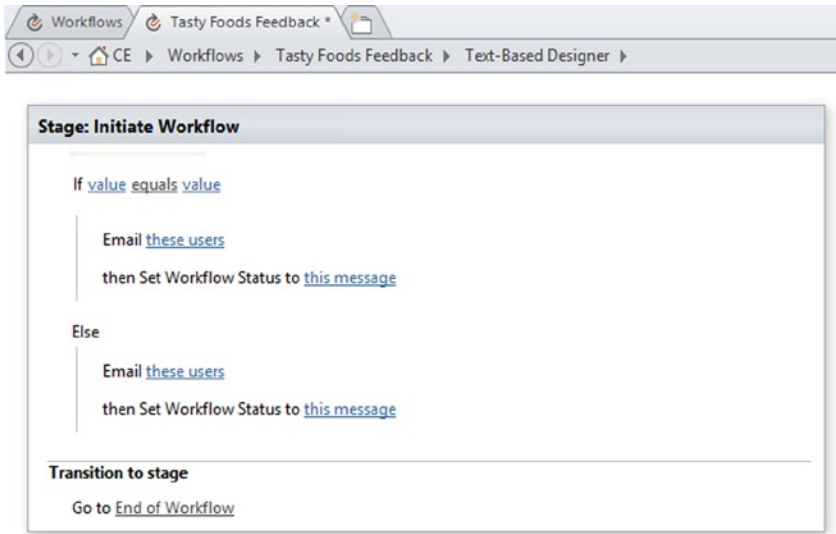 Workflows Tasty Foods Feedback *
CE Workflows Tasty Foods Feedback Text-Based Designer
Stage: Initiate Workflow
If value equals value
Email these users
then Set Workflow Status to this message
Else
Email these users
then Set Workflow Status to this message
Transition to stage
Go to End of Workflow